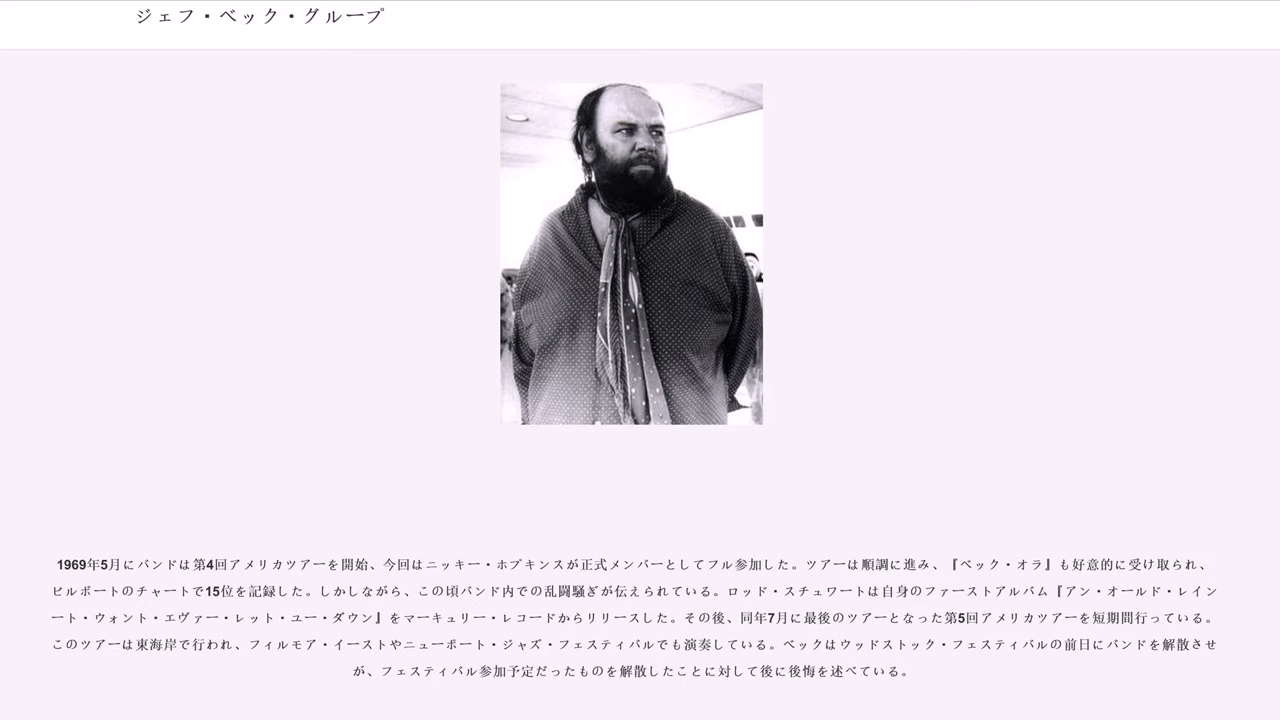 ジェフ・ベック・グループ
1969年5月にバンドは第4回アメリカツアーを開始、今回はニッキー・ホプキンスが正式メンバーとしてフル参加した。ツアーは順調に進み、『ベック・オラ』も好意的に受け取られ、
ビルボートのチャートで15位を記録した。しかしながら、この頃バンド内での乱闘騒ぎが伝えられている。ロッド・スチュワートは自身のファーストアルバム『アン・オールド・レイン
ート・ウォント・エヴァー・レット・ユー・ダウン』をマーキュリー・レコードからリリースした。その後、同年7月に最後のツアーとなった第5回アメリカツアーを短期間行っている。
このツアーは東海岸で行われ、フィルモア・イーストやニューポート・ジャズ・フェスティバルでも演奏している。ベックはウッドストック・フェスティバルの前日にバンドを解散させ
が、フェスティバル参加予定だったものを解散したことに対して後に後悔を述べている。